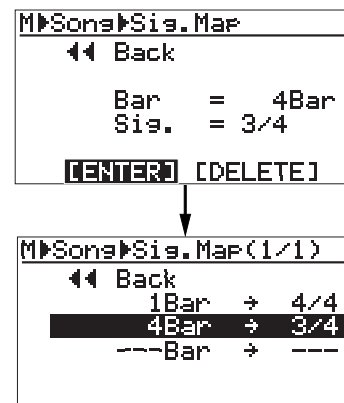 M▶Song▶Sig.Map
◀◀ Back
Bar = 4Bar
Sig. = 3/4
[ENTER] [DELETE]
M▶Song▶Sig.Map(1/1)
◀◀ Back
1Bar → 4/4
4Bar → 3/4
---Bar → ---